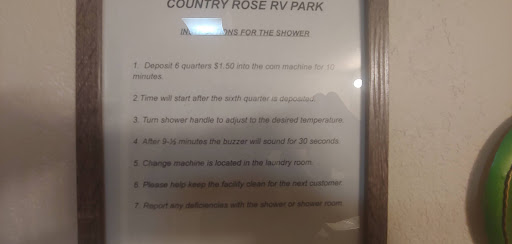 COUNTRY ROSE RV PARK
INSTRUCTIONS FOR THE SHOWER
1. Deposit 6 quarters $1.50 into the coin machine for 10
minutes.
2 Time will start after the sixth quarter is deposited.
3. Turn shower handle to adjust to the desired temperature.
4. After 9-½ minutes the buzzer will sound for 30 seconds.
5. Change machine is located in the laundry room.
6. Please help keep the facility clean for the next customer.
7. Report any deficiencies with the shower or shower room.